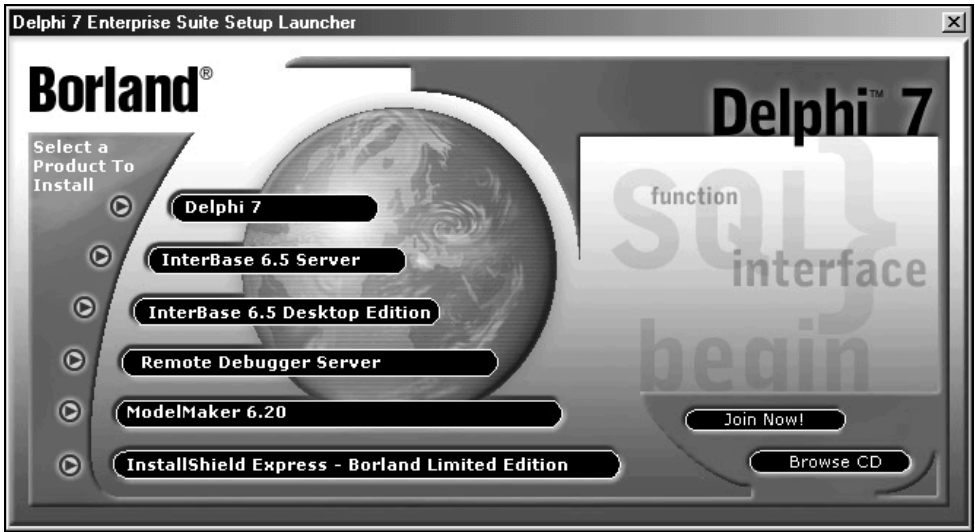 Delphi 7 Enterprise Suite Setup Launcher
Borland®
Delphi™ 7
Select a
Product To
Install
Delphi 7
InterBase 6.5 Server
InterBase 6.5 Desktop Edition
Remote Debugger Server
ModelMaker 6.20
InstallShield Express - Borland Limited Edition
function
SQL}
interface
begin
Join Now!
Browse CD